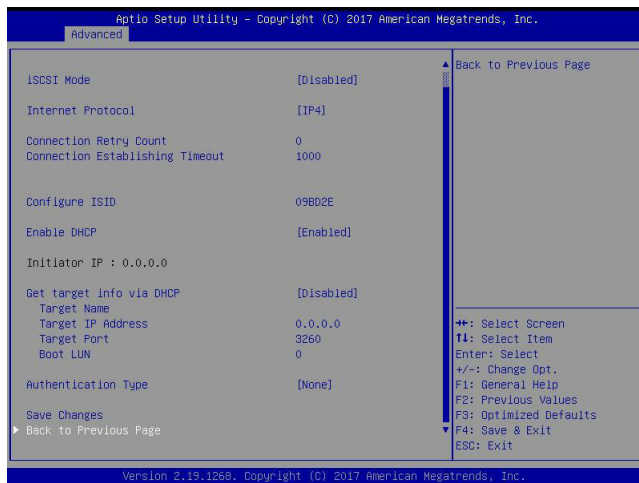 Aptio Setup Utility – Copyright (C) 2017 American Megatrends, Inc.
Advanced
iSCSI Mode [Disabled]
Internet Protocol [IP4]
Connection Retry Count 0
Connection Establishing Timeout 1000
Configure ISID 09BD2E
Enable DHCP [Enabled]
Initiator IP : 0.0.0.0
Get target info via DHCP [Disabled]
Target Name
Target IP Address 0.0.0.0
Target Port 3260
Boot LUN 0
Authentication Type [None]
Save Changes
Back to Previous Page
Back to Previous Page
→←: Select Screen
↑↓: Select Item
Enter: Select
+/-: Change Opt.
F1: General Help
F2: Previous Values
F3: Optimized Defaults
F4: Save & Exit
ESC: Exit
Version 2.19.1268. Copyright (C) 2017 American Megatrends, Inc.